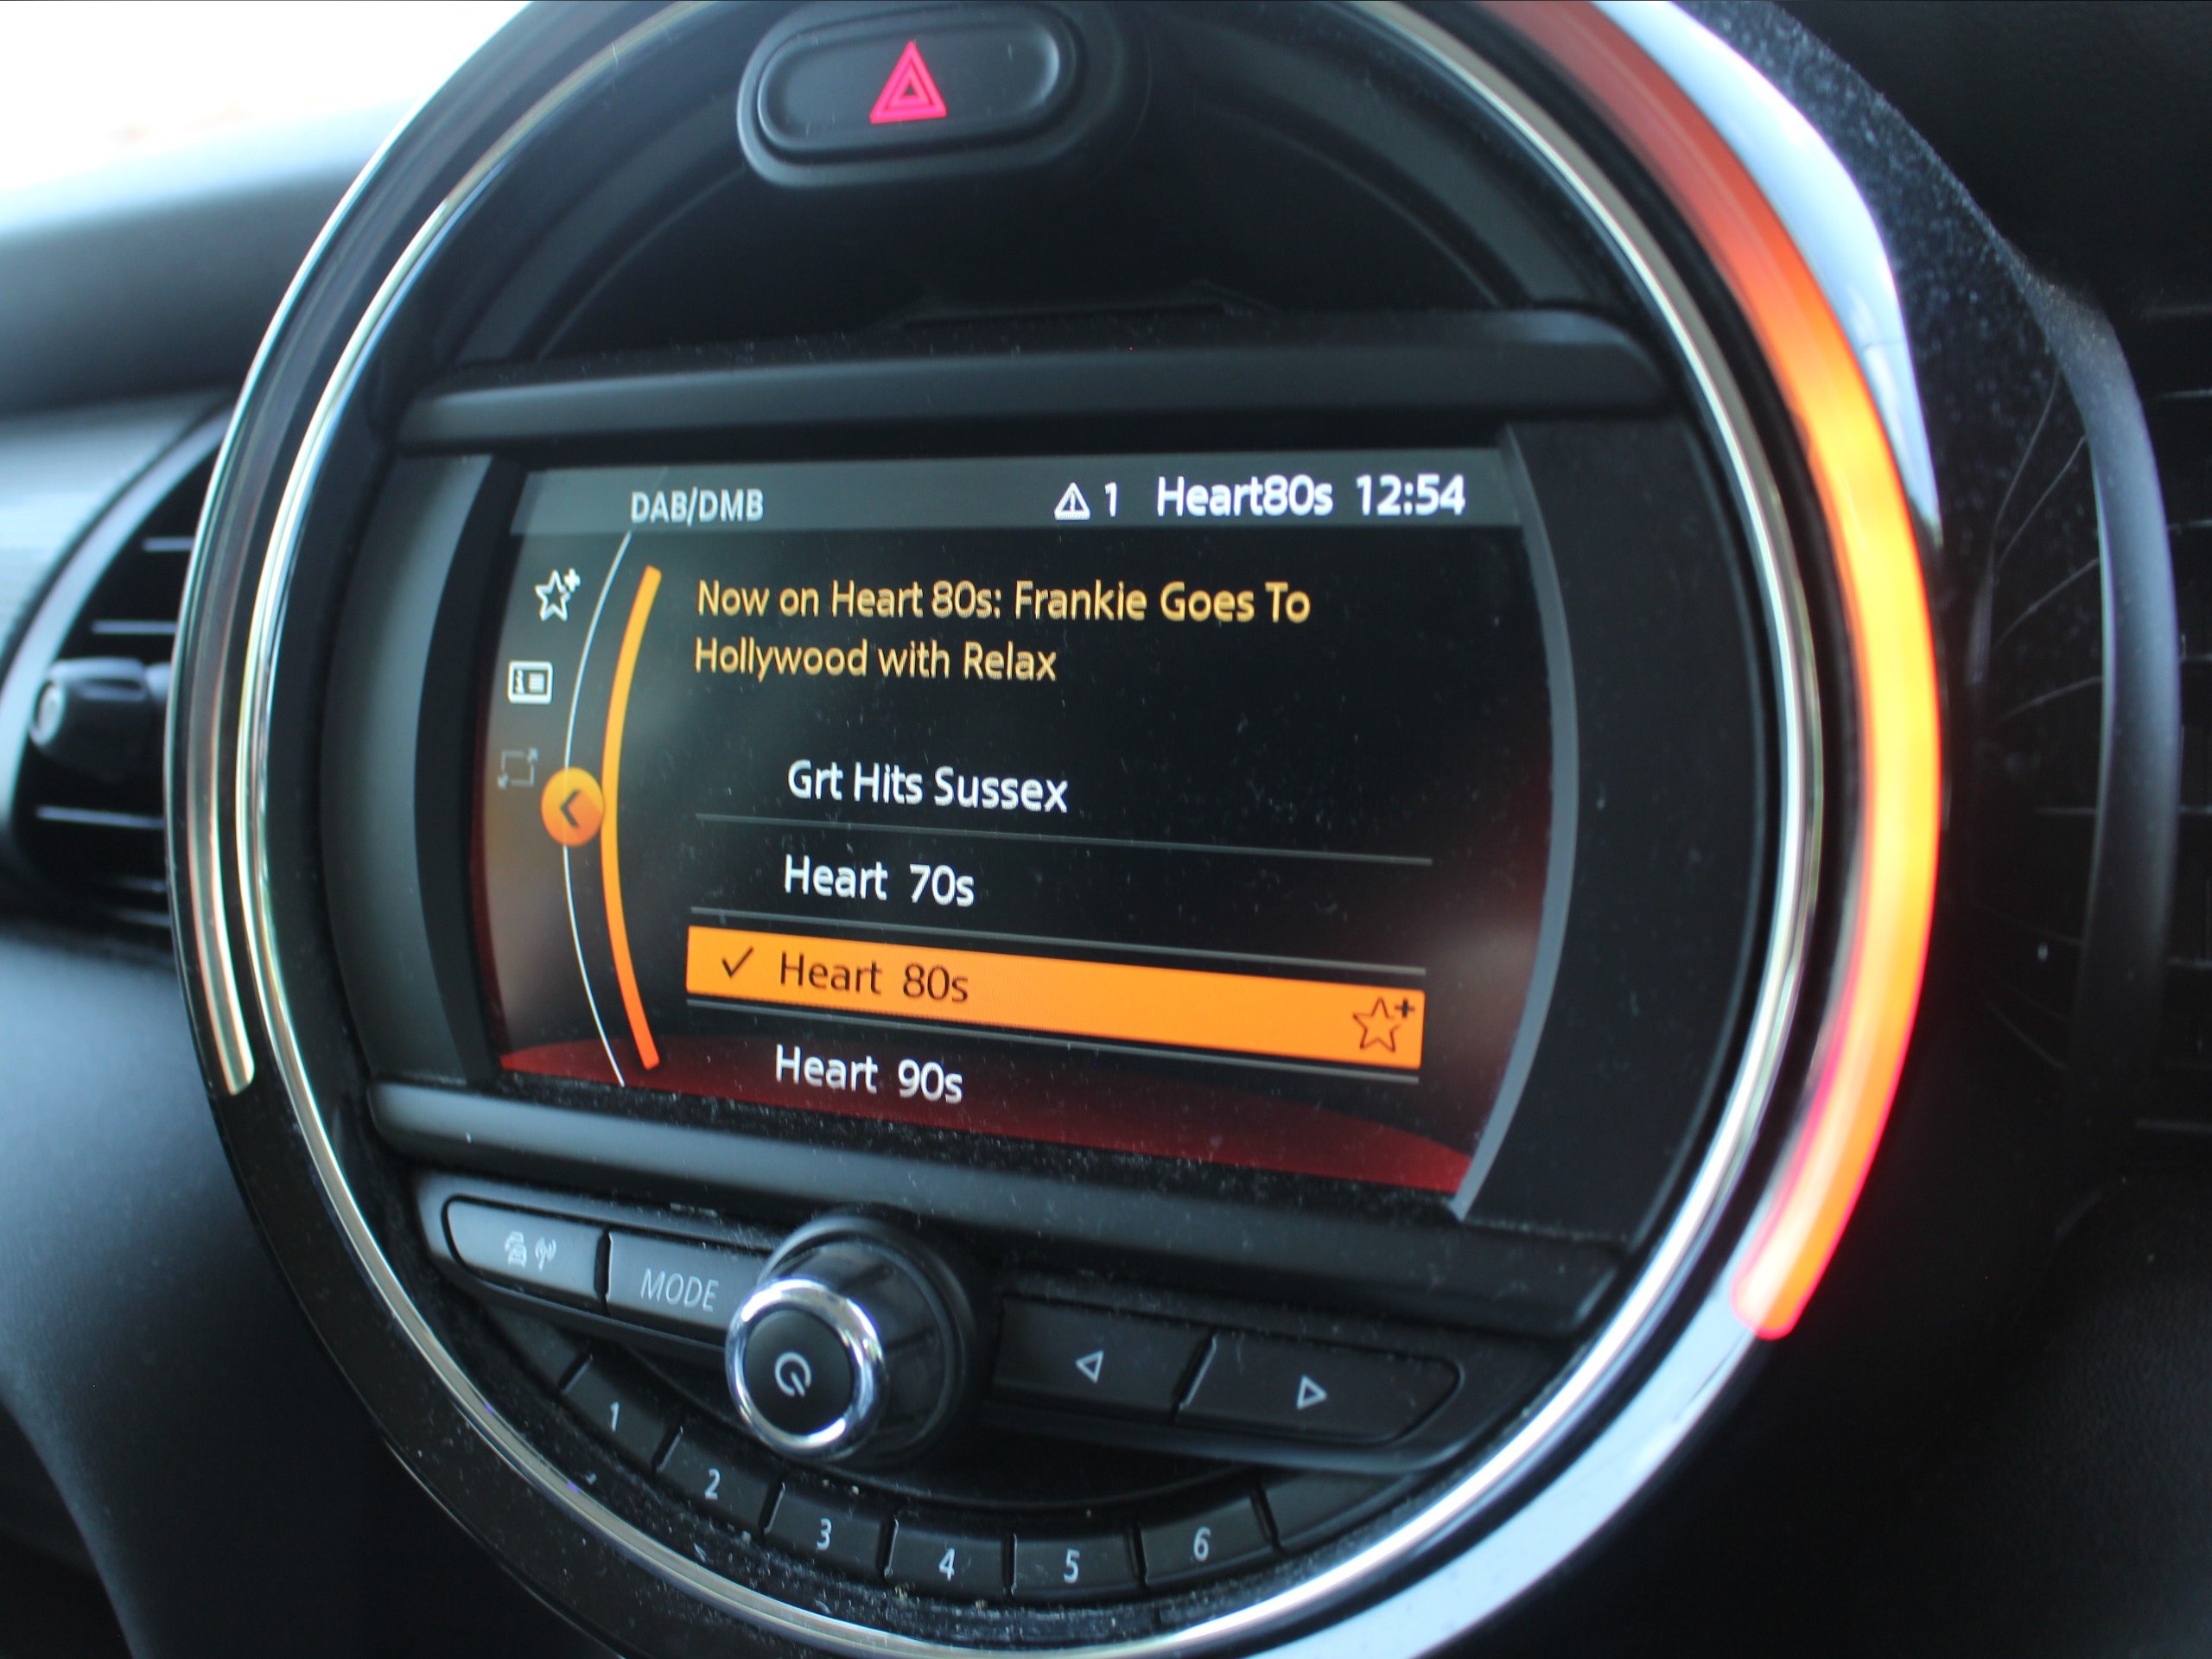 DAB/DMB 1 Heart80s 12:54
Now on Heart 80s: Frankie Goes To
Hollywood with Relax
Grt Hits Sussex
Heart 70s
✓ Heart 80s
Heart 90s
MODE
1 2 3 4 5 6